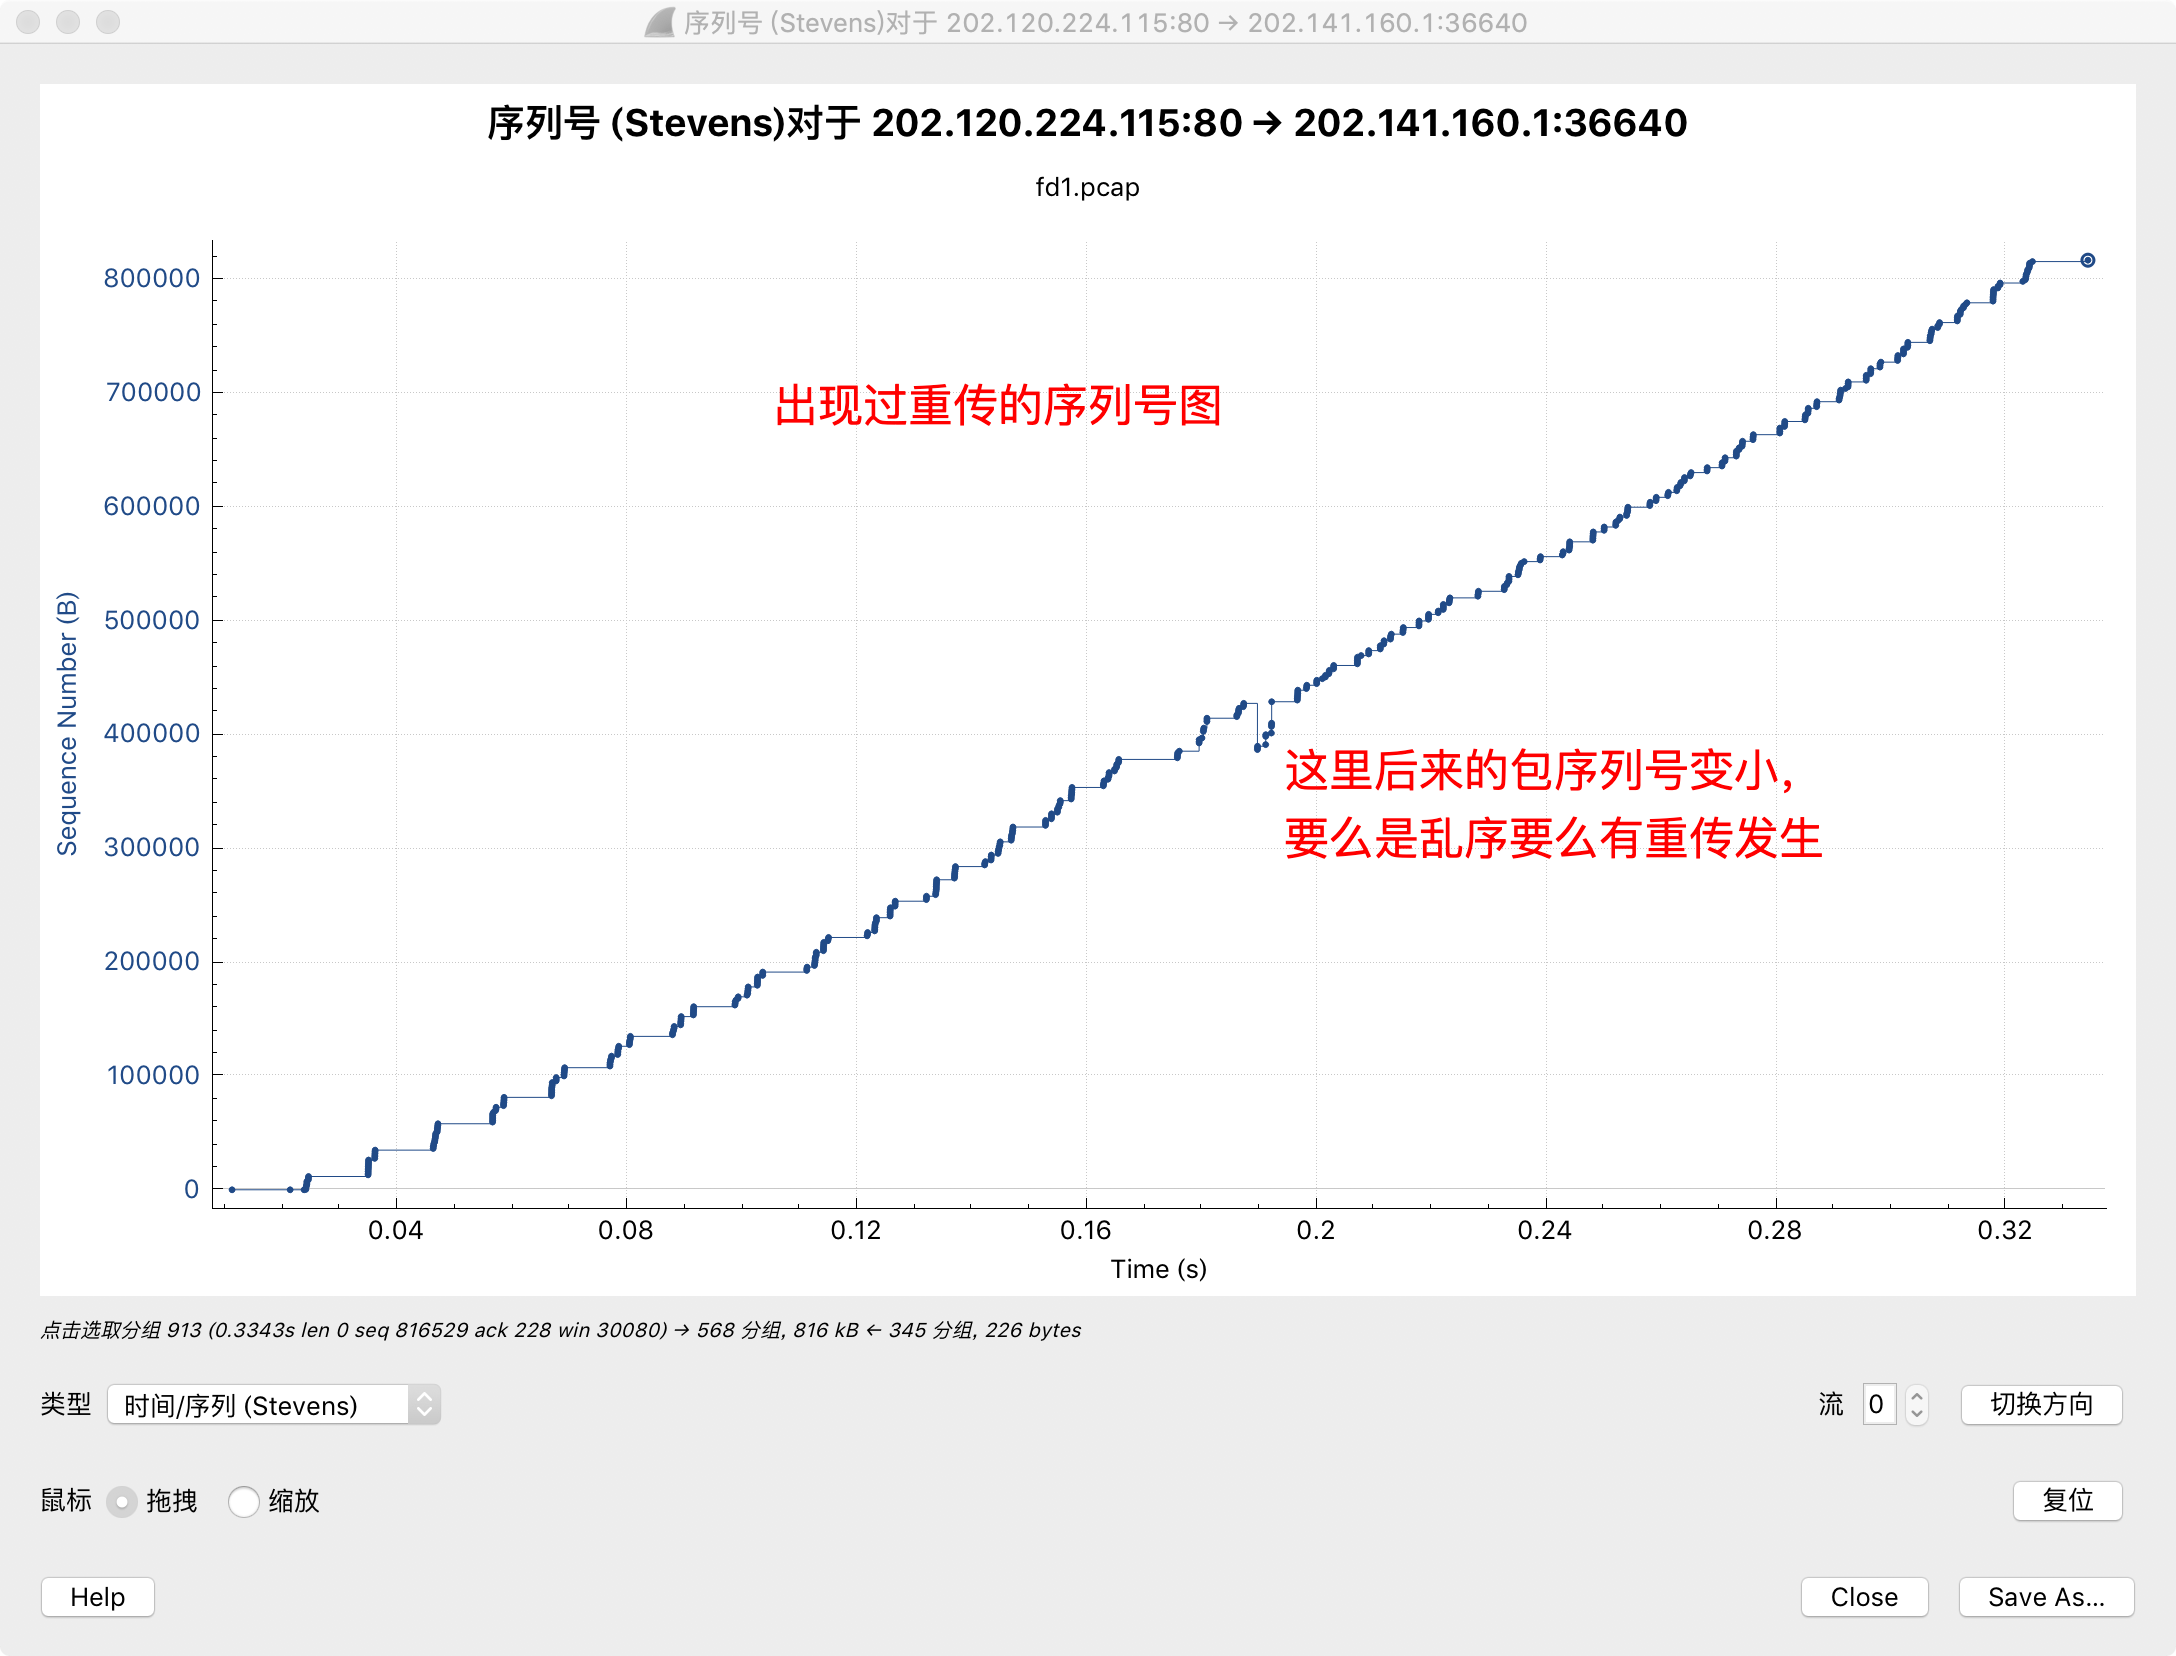 序列号 (Stevens)对于 202.120.224.115:80 → 202.141.160.1:36640
序列号 (Stevens)对于 202.120.224.115:80 → 202.141.160.1:36640
fd1.pcap
800000
700000
600000
500000
400000
300000
200000
100000
0
Sequence Number (B)
出现过重传的序列号图
这里后来的包序列号变小,
要么是乱序要么有重传发生
0.04 0.08 0.12 0.16 0.2 0.24 0.28 0.32
Time (s)
点击选取分组 913 (0.3343s len 0 seq 816529 ack 228 win 30080) → 568 分组, 816 kB ← 345 分组, 226 bytes
类型 时间/序列 (Stevens) 流 0 切换方向
鼠标 拖拽 缩放 复位
Help Close Save As...